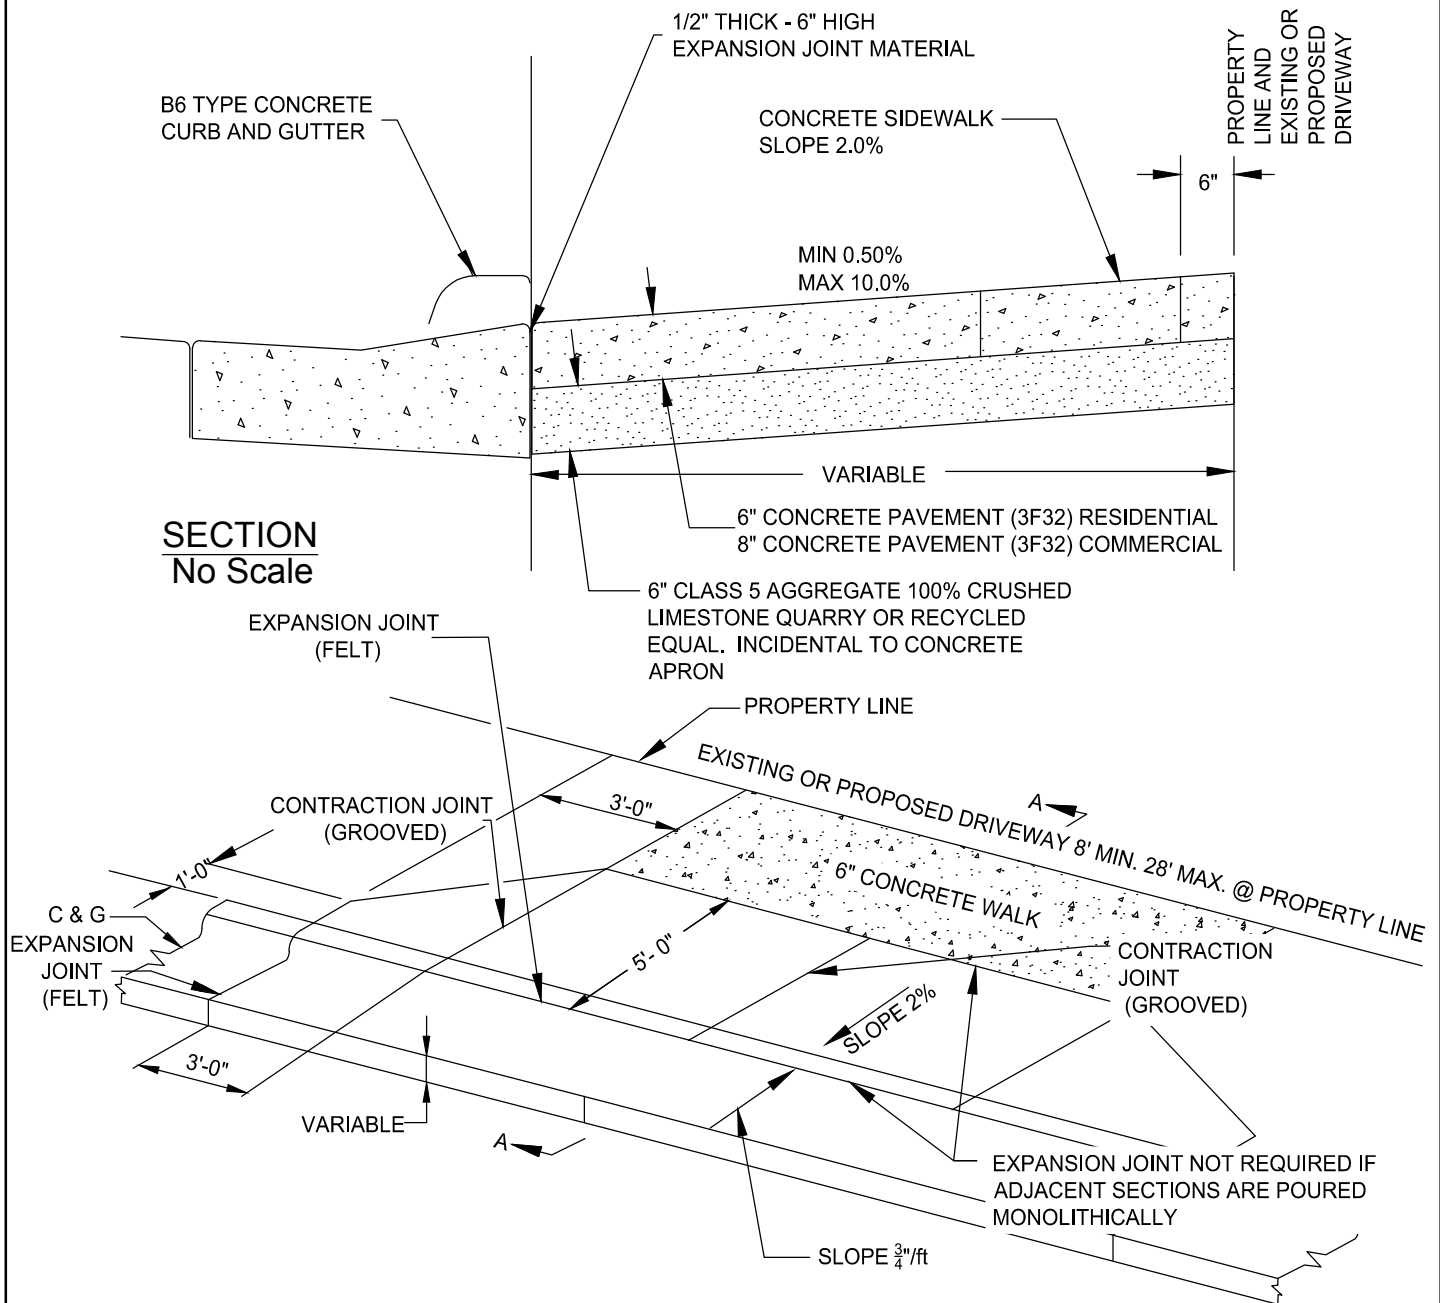 1/2" THICK - 6" HIGH
EXPANSION JOINT MATERIAL
B6 TYPE CONCRETE
CURB AND GUTTER
CONCRETE SIDEWALK
SLOPE 2.0%
PROPERTY
LINE AND
EXISTING OR
PROPOSED
DRIVEWAY
6"
MIN 0.50%
MAX 10.0%
VARIABLE
6" CONCRETE PAVEMENT (3F32) RESIDENTIAL
8" CONCRETE PAVEMENT (3F32) COMMERCIAL
SECTION
No Scale
6" CLASS 5 AGGREGATE 100% CRUSHED
LIMESTONE QUARRY OR RECYCLED
EQUAL. INCIDENTAL TO CONCRETE
APRON
EXPANSION JOINT
(FELT)
PROPERTY LINE
EXISTING OR PROPOSED DRIVEWAY 8' MIN. 28' MAX. @ PROPERTY LINE
A
3'-0"
CONTRACTION JOINT
(GROOVED)
1'-0"
6" CONCRETE WALK
C & G
EXPANSION
JOINT
(FELT)
5'- 0"
CONTRACTION
JOINT
(GROOVED)
SLOPE 2%
3'-0"
VARIABLE
A
EXPANSION JOINT NOT REQUIRED IF
ADJACENT SECTIONS ARE POURED
MONOLITHICALLY
SLOPE 3/4"/ft